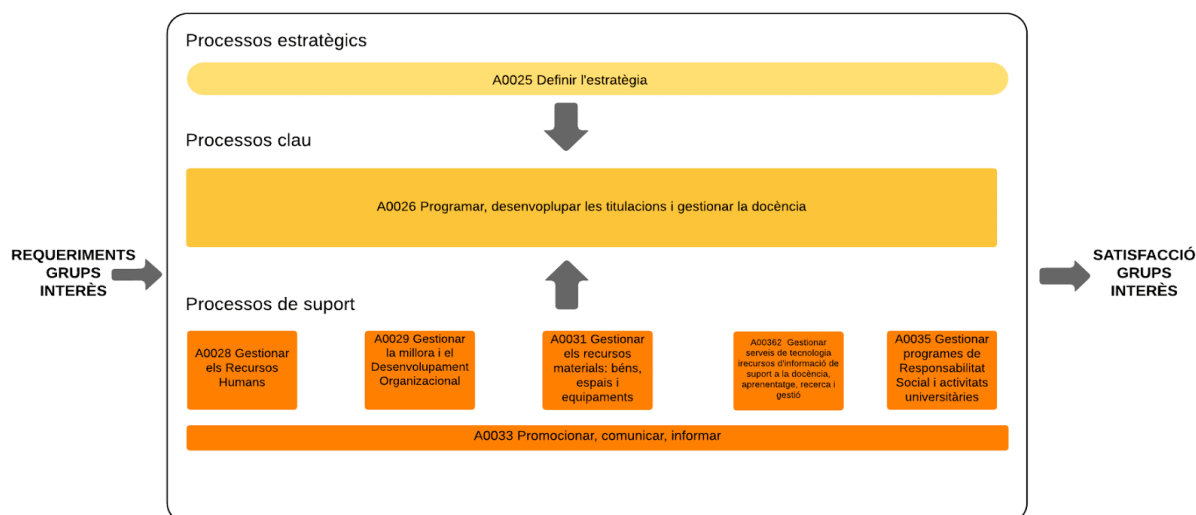 Processos estratègics
A0025 Definir l'estratègia
Processos clau
A0026 Programar, desenvoplupar les titulacions i gestionar la docència
REQUERIMENTS
GRUPS
INTERÈS
SATISFACCIÓ
GRUPS
INTERÈS
Processos de suport
A0028 Gestionar
els Recursos
Humans
A0029 Gestionar
la millora i el
Desenvolupament
Organizacional
A0031 Gestionar
els recursos
materials: béns,
espais i
equipaments
A00362 Gestionar
serveis de tecnologia
irecursos d'informació de
suport a la docència,
aprenentatge, recerca i
gestió
A0035 Gestionar
programes de
Responsabilitat
Social i activitats
universitàries
A0033 Promocionar, comunicar, informar